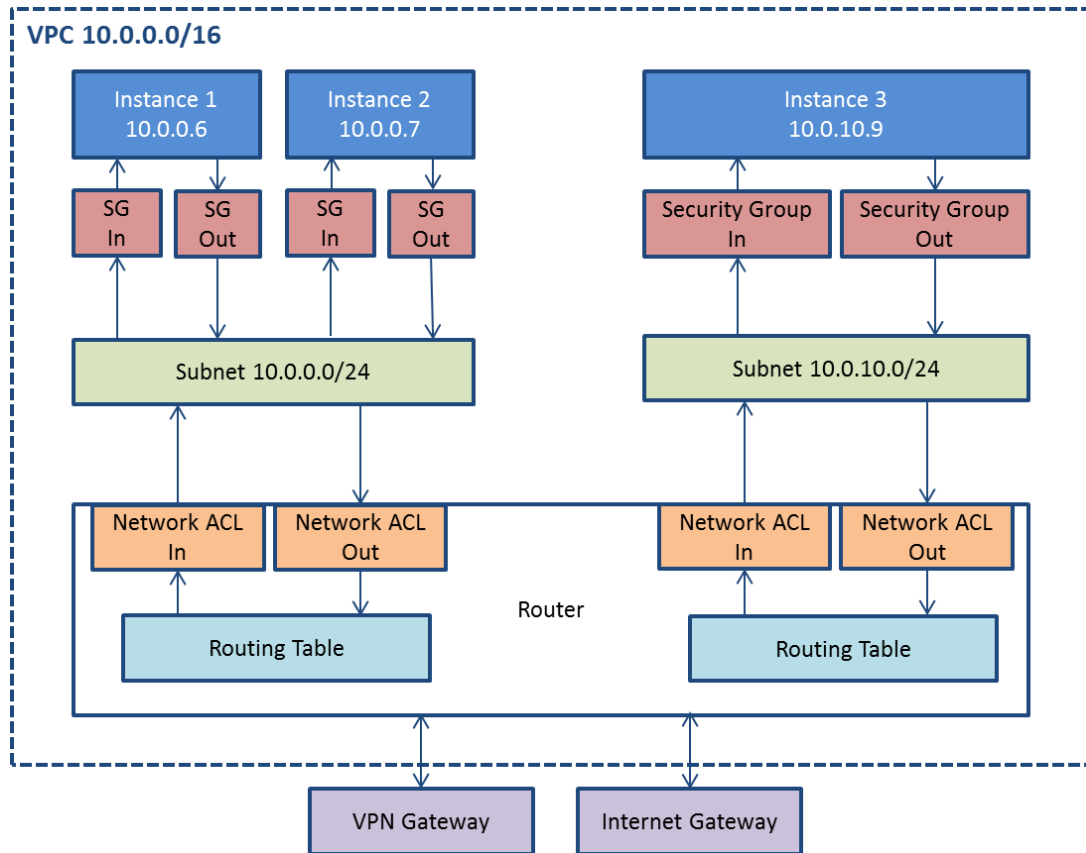 VPC 10.0.0.0/16
Instance 1
10.0.0.6
Instance 2
10.0.0.7
Instance 3
10.0.10.9
SG
In
SG
Out
SG
In
SG
Out
Security Group
In
Security Group
Out
Subnet 10.0.0.0/24
Subnet 10.0.10.0/24
Network ACL
In
Network ACL
Out
Network ACL
In
Network ACL
Out
Router
Routing Table
Routing Table
VPN Gateway
Internet Gateway